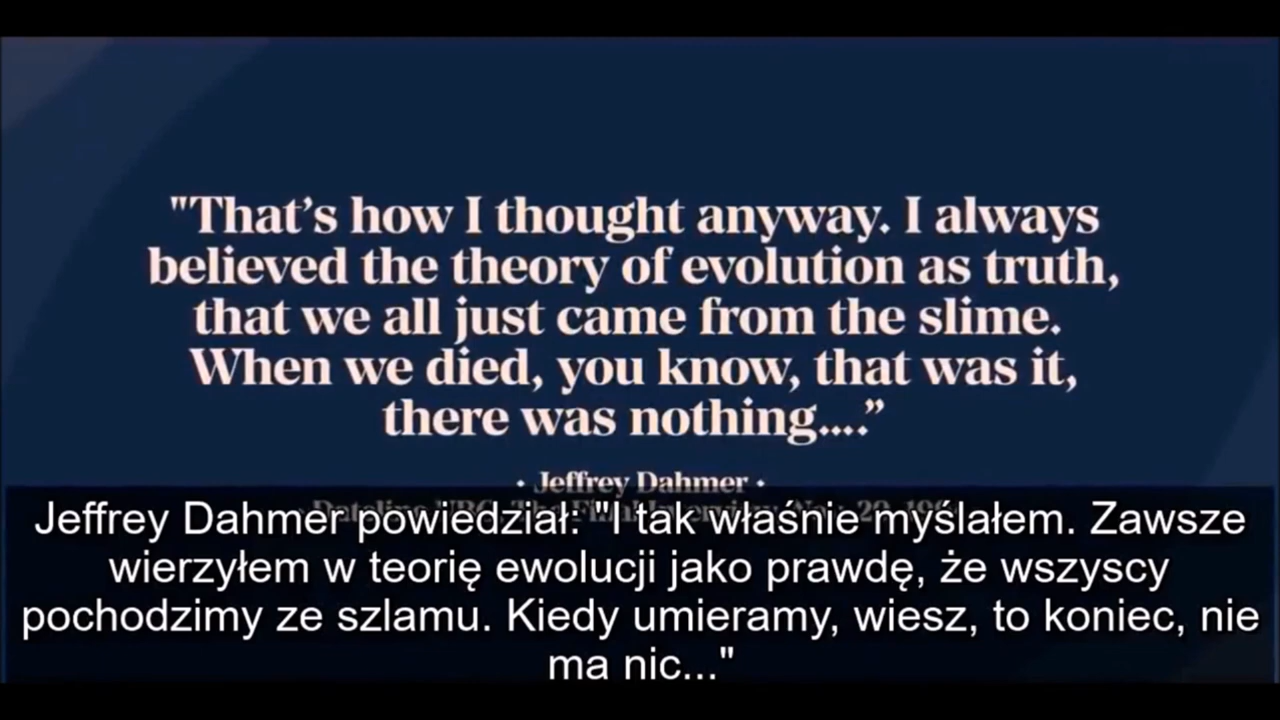 "That’s how I thought anyway. I always
believed the theory of evolution as truth,
that we all just came from the slime.
When we died, you know, that was it,
there was nothing....”
· Jeffrey Dahmer ·
Jeffrey Dahmer powiedział: "I tak właśnie myślałem. Zawsze
wierzyłem w teorię ewolucji jako prawdę, że wszyscy
pochodzimy ze szlamu. Kiedy umieramy, wiesz, to koniec, nie
ma nic..."